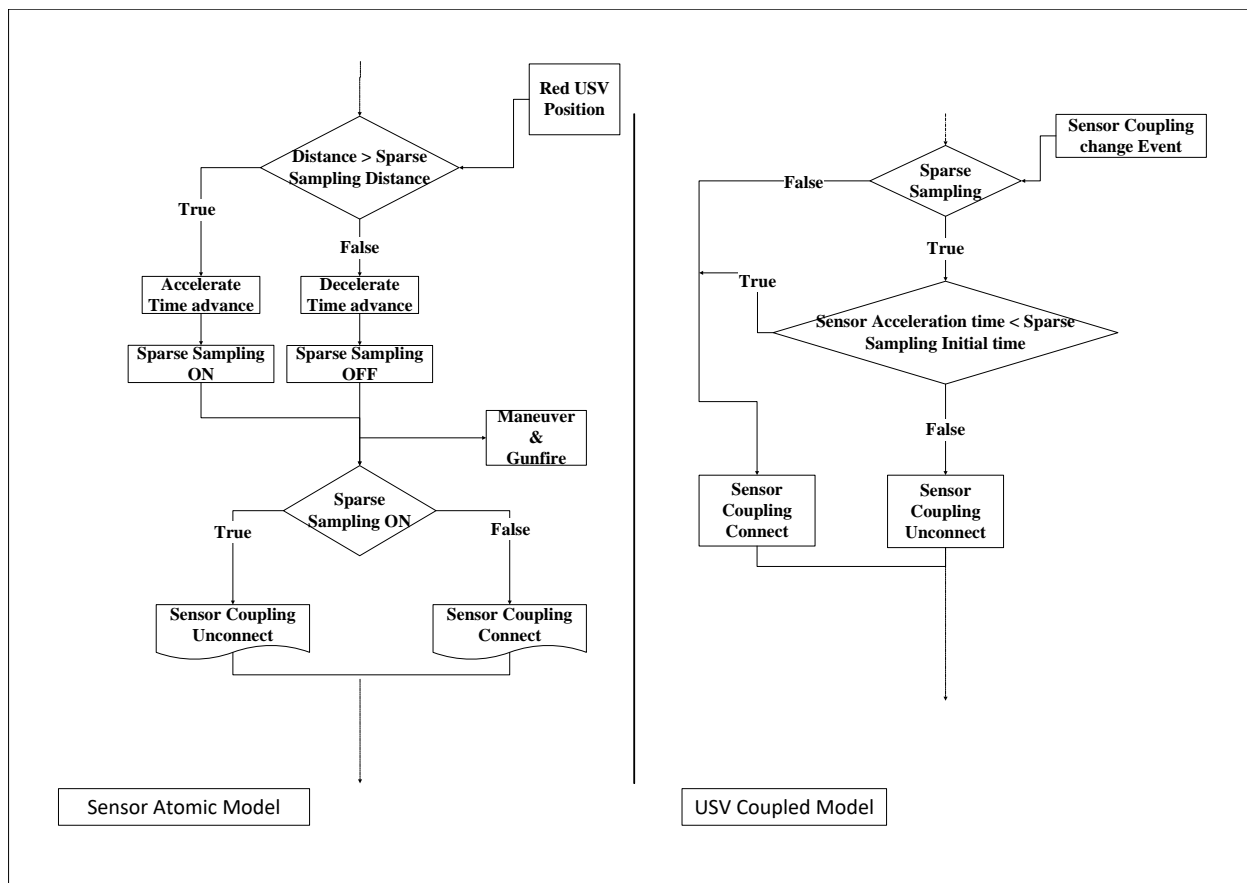 Red USV
Position
Distance > Sparse
Sampling Distance
True
False
Accelerate
Time advance
Decelerate
Time advance
Sparse Sampling
ON
Sparse Sampling
OFF
Maneuver
&
Gunfire
Sparse
Sampling ON
True
False
Sensor Coupling
Unconnect
Sensor Coupling
Connect
Sensor Atomic Model
Sensor Coupling
change Event
Sparse
Sampling
False
True
True
Sensor Acceleration time < Sparse
Sampling Initial time
False
Sensor
Coupling
Connect
Sensor
Coupling
Unconnect
USV Coupled Model